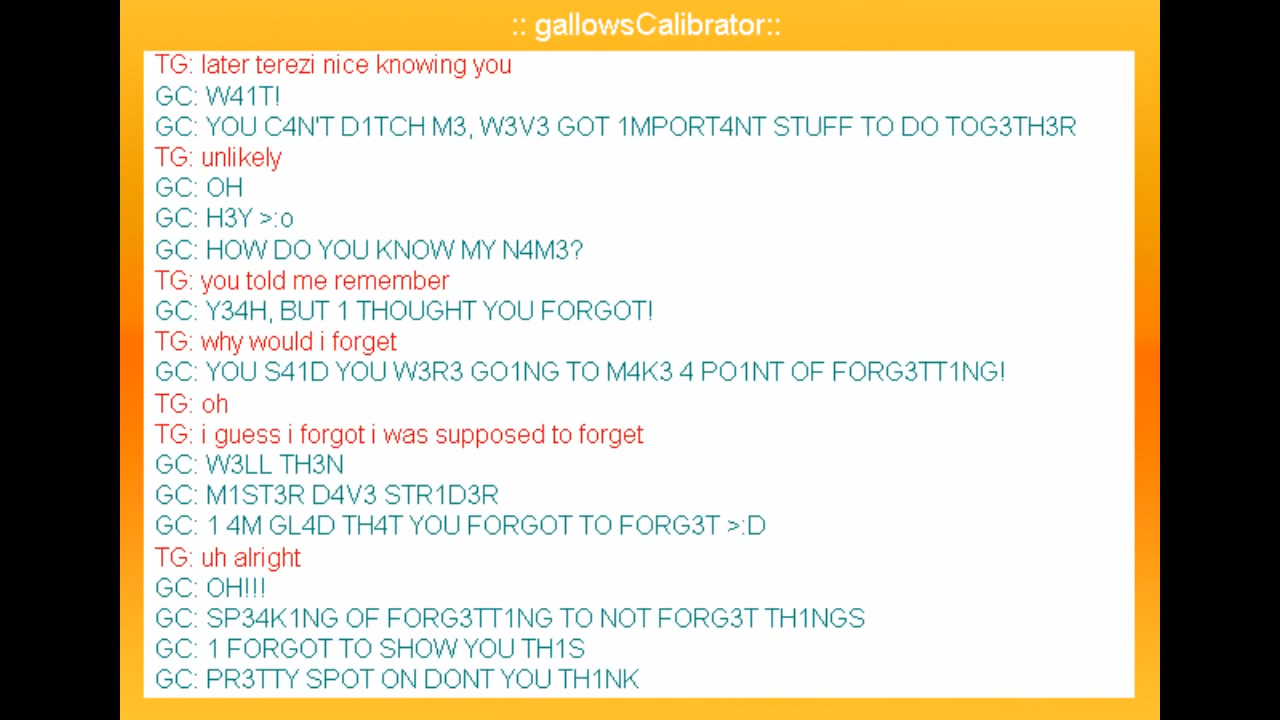 :: gallowsCalibrator::
TG: later terezi nice knowing you
GC: W41T!
GC: YOU C4N'T D1TCH M3, W3V3 GOT 1MPORT4NT STUFF TO DO TOG3TH3R
TG: unlikely
GC: OH
GC: H3Y >:o
GC: HOW DO YOU KNOW MY N4M3?
TG: you told me remember
GC: Y34H, BUT 1 THOUGHT YOU FORGOT!
TG: why would i forget
GC: YOU S41D YOU W3R3 GO1NG TO M4K3 4 PO1NT OF FORG3TT1NG!
TG: oh
TG: i guess i forgot i was supposed to forget
GC: W3LL TH3N
GC: M1ST3R D4V3 STR1D3R
GC: 1 4M GL4D TH4T YOU FORGOT TO FORG3T >:D
TG: uh alright
GC: OH!!!
GC: SP34K1NG OF FORG3TT1NG TO NOT FORG3T TH1NGS
GC: 1 FORGOT TO SHOW YOU TH1S
GC: PR3TTY SPOT ON DONT YOU TH1NK